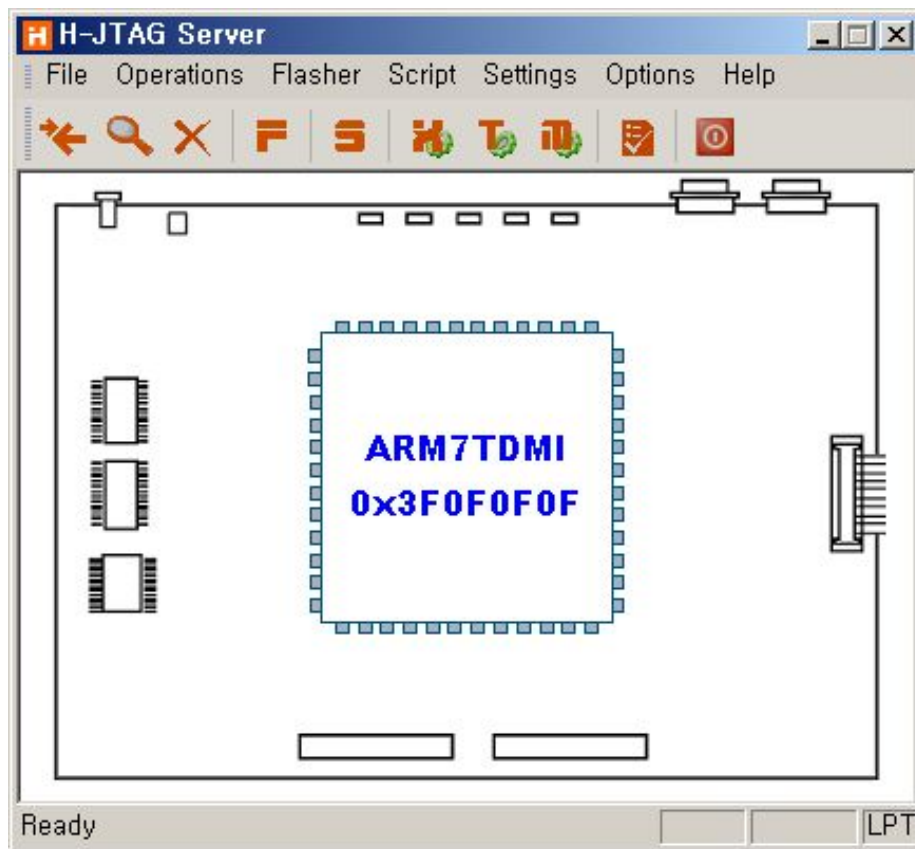 H-JTAG Server
File Operations Flasher Script Settings Options Help
ARM7TDMI
0x3F0F0F0F
Ready LPT